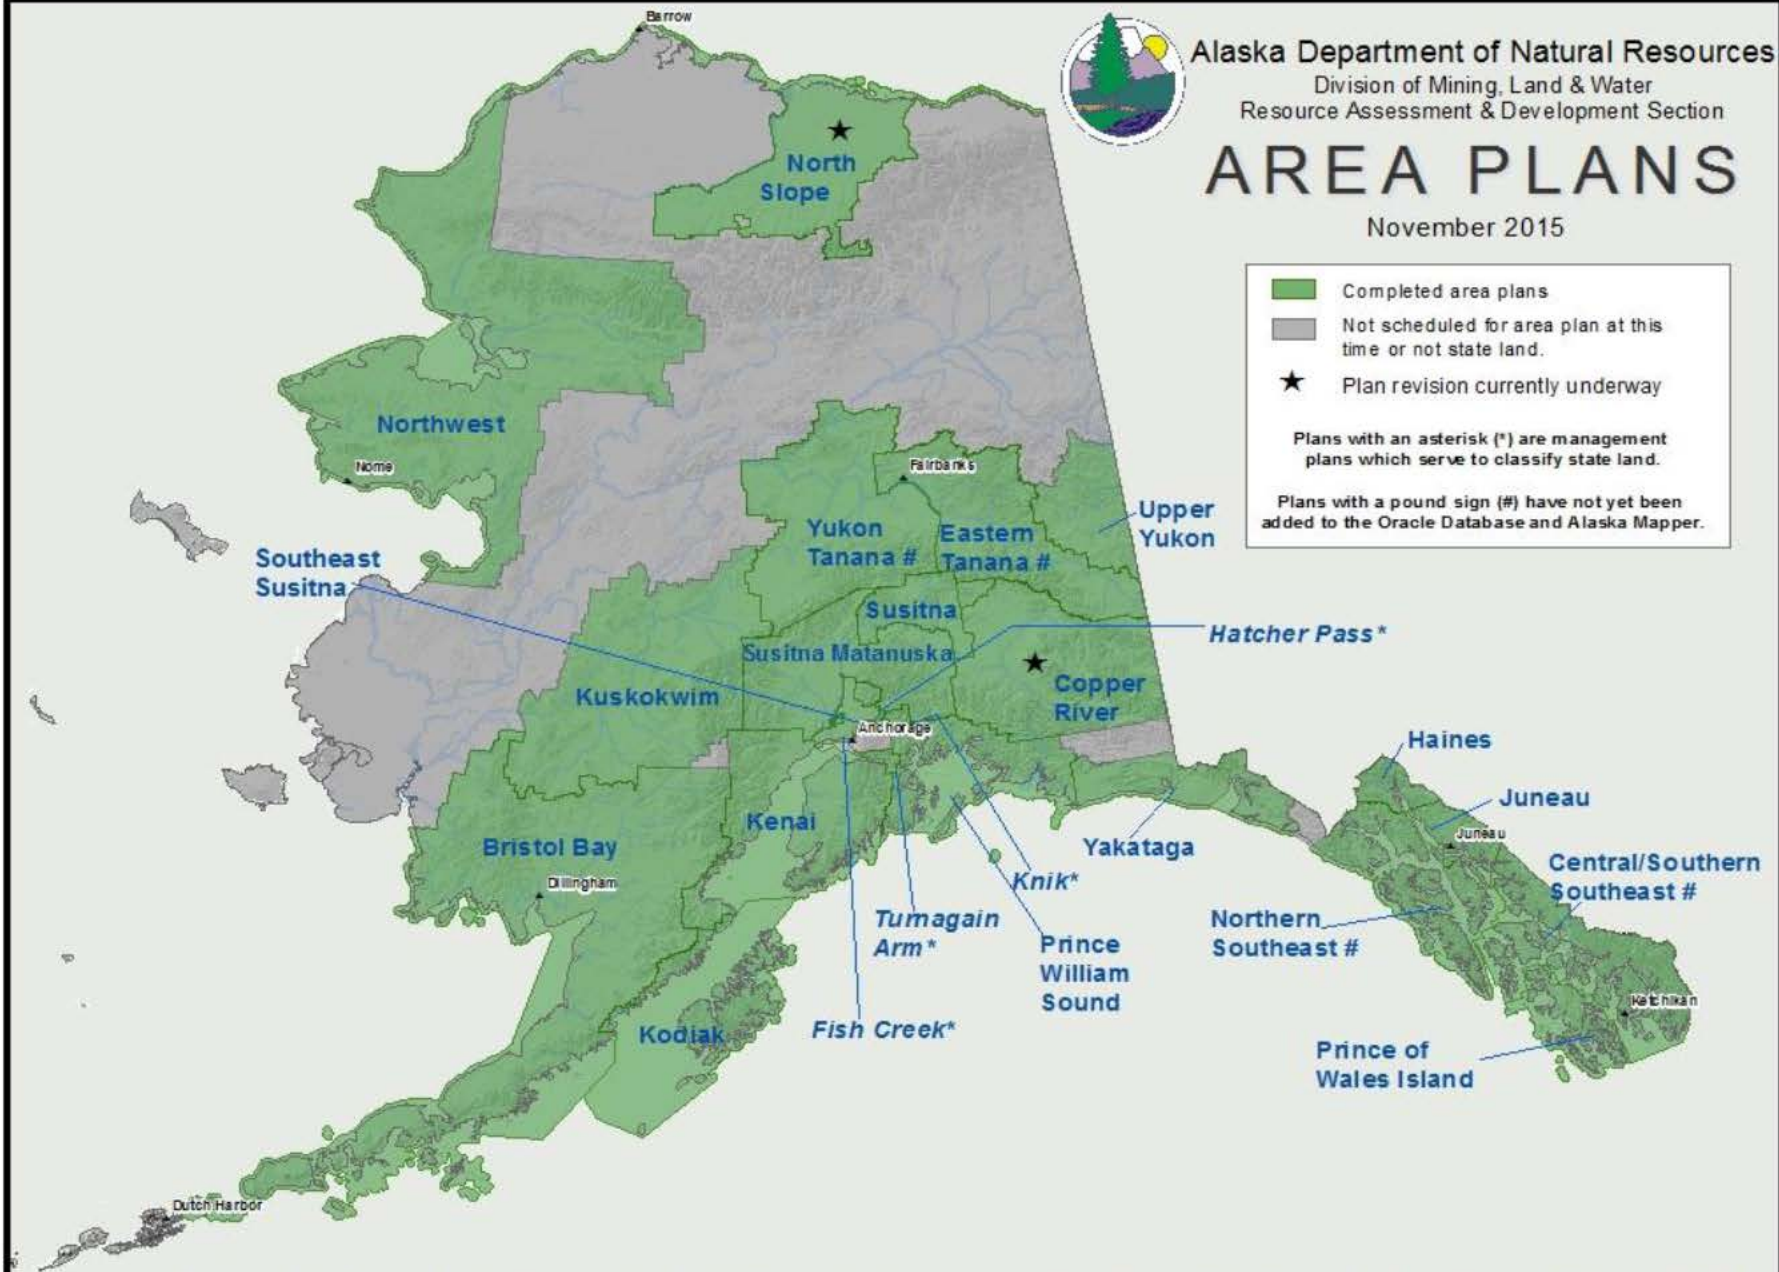 Barrow
Alaska Department of Natural Resources
Division of Mining, Land & Water
Resource Assessment & Development Section
AREA PLANS
November 2015
Completed area plans
Not scheduled for area plan at this
time or not state land.
Plan revision currently underway
Plans with an asterisk (*) are management
plans which serve to classify state land.
Plans with a pound sign (#) have not yet been
added to the Oracle Database and Alaska Mapper.
North
Slope
Northwest
Nome
Fairbanks
Upper
Yukon
Yukon
Tanana #
Eastern
Tanana #
Southeast
Susitna
Susitna
Hatcher Pass*
Susitna Matanuska
Kuskokwim
Copper
River
Anchorage
Haines
Juneau
Juneau
Kenai
Bristol Bay
Yakataga
Central/Southern
Southeast #
Dillingham
Knik*
Turnagain
Arm*
Northern
Southeast #
Prince
William
Sound
Ketchikan
Fish Creek*
Kodiak
Prince of
Wales Island
Dutch Harbor